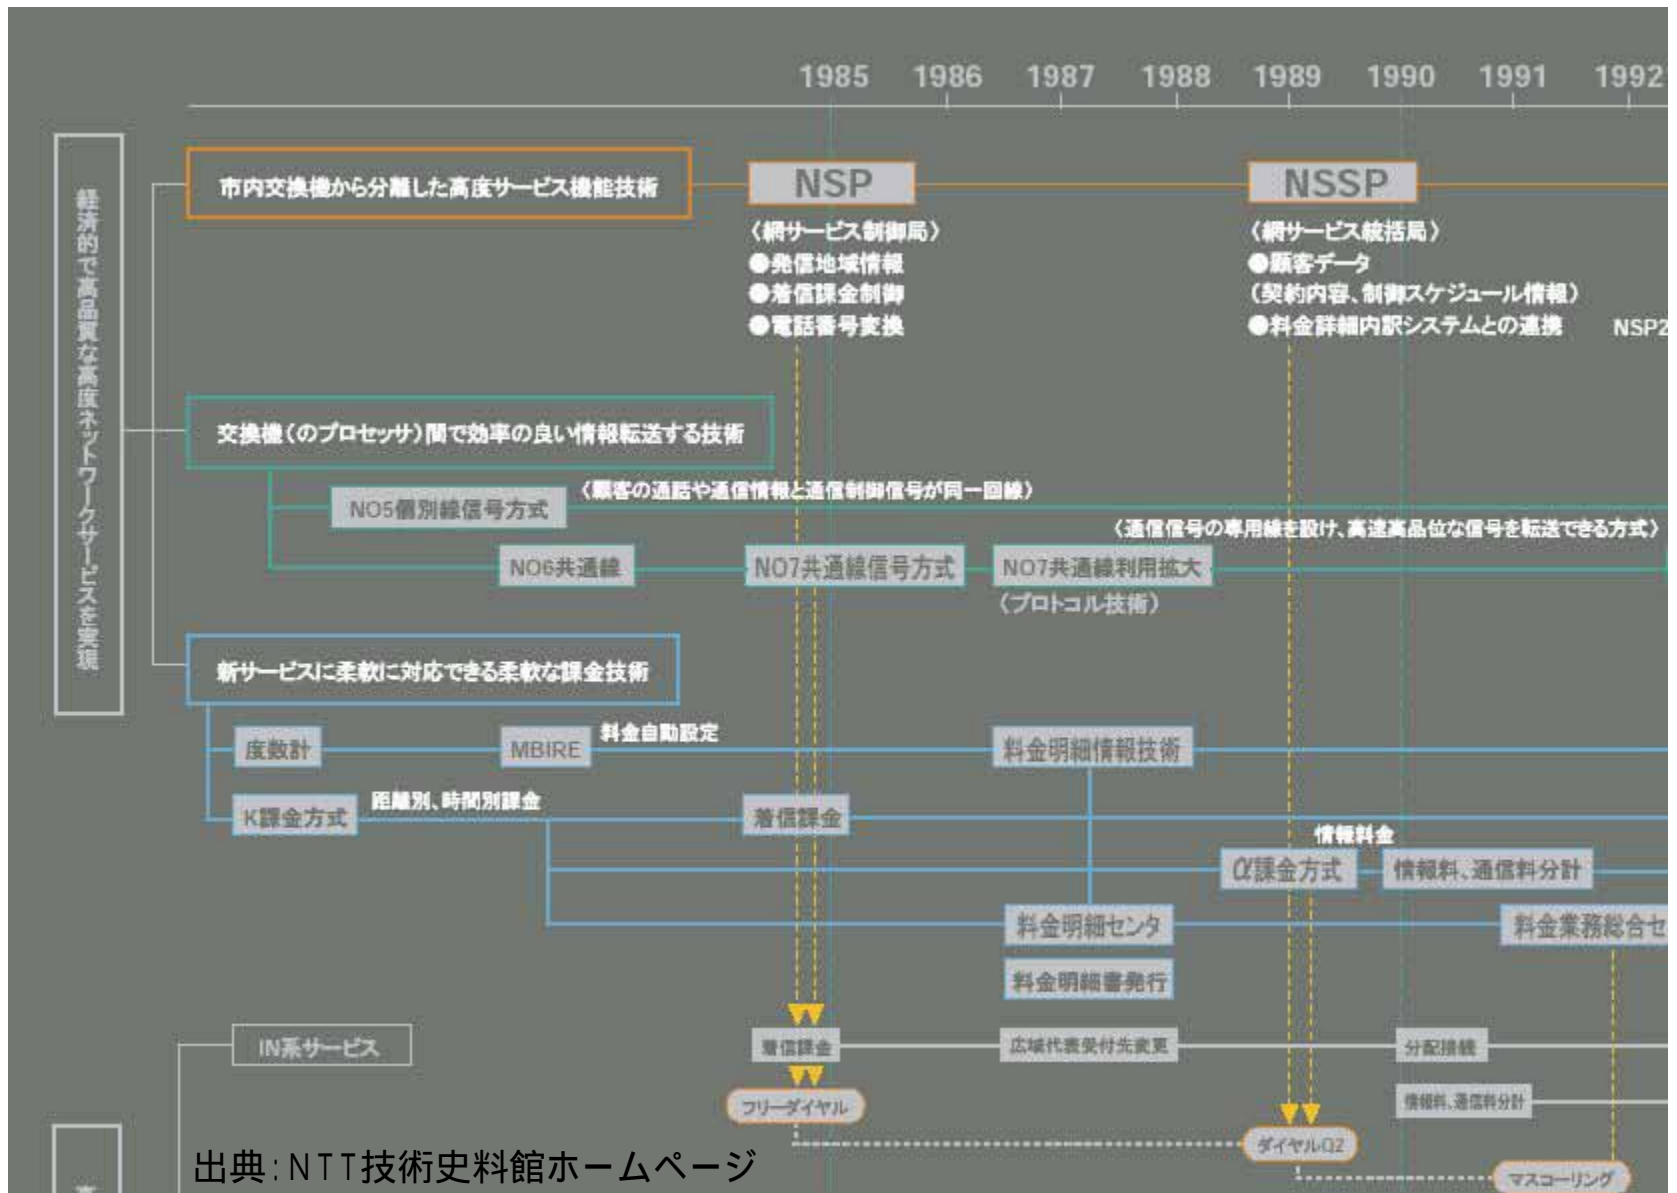 1985 1986 1987 1988 1989 1990 1991 1992
経済的で高品質な高度ネットワークサービスを実現
市内交換機から分離した高度サービス機能技術
NSP
〈網サービス制御局〉
●発信地域情報
●着信課金制御
●電話番号変換
NSSP
〈網サービス統括局〉
●顧客データ
（契約内容、制御スケジュール情報）
●料金詳細内訳システムとの連携
NSP2
交換機（のプロセッサ）間で効率の良い情報転送する技術
NO5個別線信号方式
〈顧客の通話や通信情報と通信制御信号が同一回線〉
〈通信信号の専用線を設け、高速高品位な信号を転送できる方式〉
NO6共通線
NO7共通線信号方式
NO7共通線利用拡大
〈プロトコル技術〉
新サービスに柔軟に対応できる柔軟な課金技術
度数計
MBIRE
料金自動設定
料金明細情報技術
K課金方式
距離別、時間別課金
着信課金
情報料金
α課金方式
情報料、通信料分計
料金明細センタ
料金業務総合セ
料金明細書発行
IN系サービス
着信課金
広域代表受付先変更
分配接続
フリーダイヤル
情報料、通信料分計
ダイヤルQ2
マスコーリング
出典:NTT技術史料館ホームページ